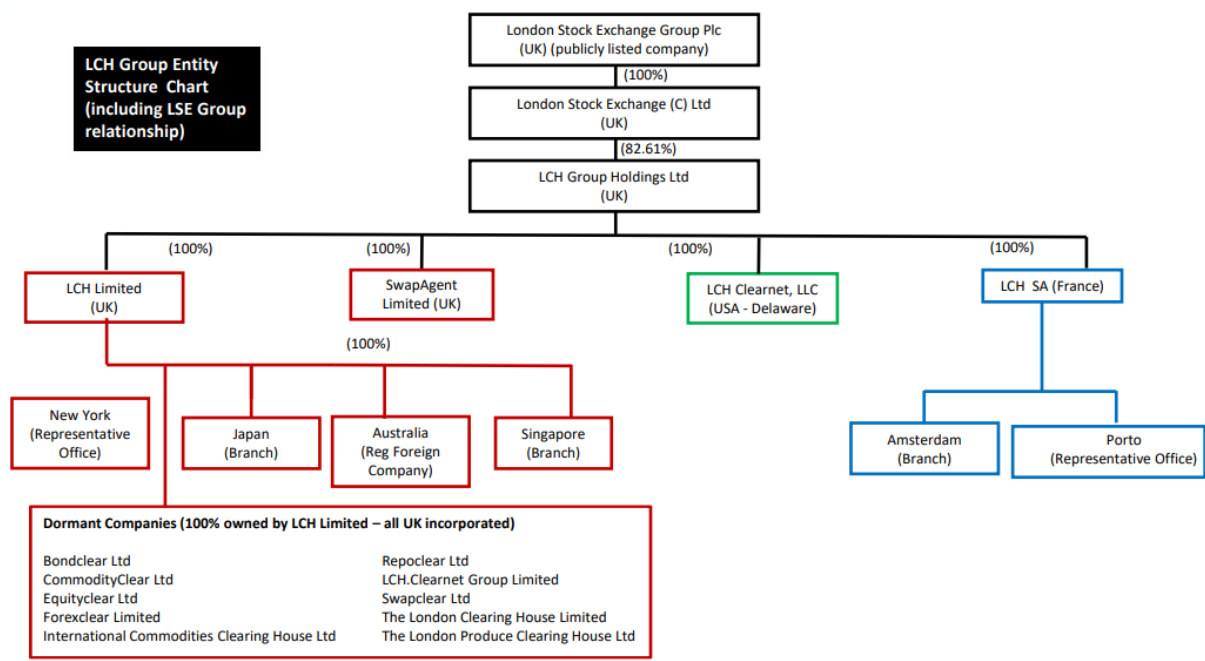 LCH Group Entity
Structure Chart
(including LSE Group
relationship)
London Stock Exchange Group Plc
(UK) (publicly listed company)
(100%)
London Stock Exchange (C) Ltd
(UK)
(82.61%)
LCH Group Holdings Ltd
(UK)
(100%)
(100%)
(100%)
(100%)
LCH Limited
(UK)
SwapAgent
Limited (UK)
LCH Clearnet, LLC
(USA - Delaware)
LCH SA (France)
(100%)
New York
(Representative
Office)
Japan
(Branch)
Australia
(Reg Foreign
Company)
Singapore
(Branch)
Amsterdam
(Branch)
Porto
(Representative Office)
Dormant Companies (100% owned by LCH Limited – all UK incorporated)
Bondclear Ltd
CommodityClear Ltd
Equityclear Ltd
Forexclear Limited
International Commodities Clearing House Ltd
Repoclear Ltd
LCH.Clearnet Group Limited
Swapclear Ltd
The London Clearing House Limited
The London Produce Clearing House Ltd